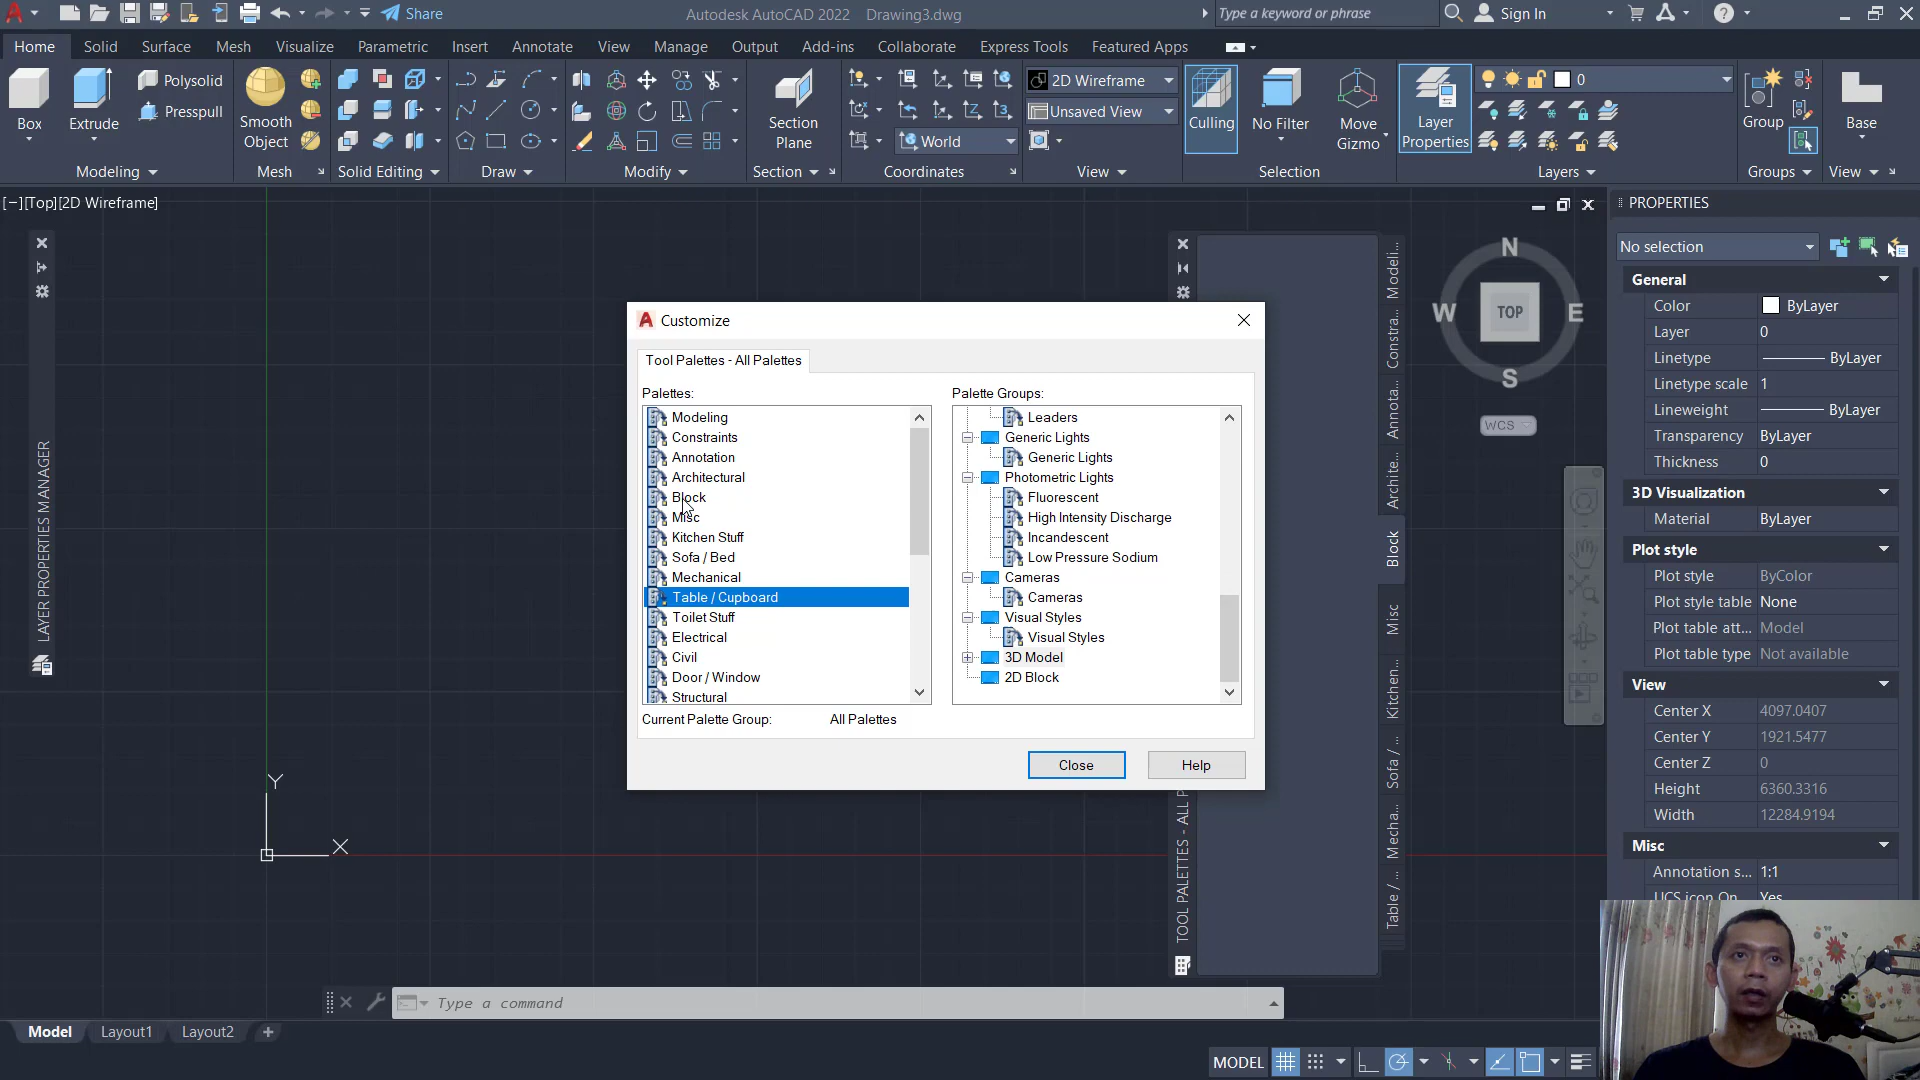 Share
Autodesk AutoCAD 2022 Drawing3.dwg
Type a keyword or phrase
Sign In
Home Solid Surface Mesh Visualize Parametric Insert Annotate View Manage Output Add-ins Collaborate Express Tools Featured Apps
Box
Extrude
Polysolid
Presspull
Smooth
Object
Section
Plane
2D Wireframe
Unsaved View
World
Culling
No Filter
Move
Gizmo
Layer
Properties
0
Group
Base
Modeling Mesh Solid Editing Draw Modify Section Coordinates View Selection Layers Groups View
[−][Top][2D Wireframe]
LAYER PROPERTIES MANAGER
Y
X
Customize
Tool Palettes - All Palettes
Palettes:
Modeling
Constraints
Annotation
Architectural
Block
Misc
Kitchen Stuff
Sofa / Bed
Mechanical
Table / Cupboard
Toilet Stuff
Electrical
Civil
Door / Window
Structural
Palette Groups:
Leaders
Generic Lights
Generic Lights
Photometric Lights
Fluorescent
High Intensity Discharge
Incandescent
Low Pressure Sodium
Cameras
Cameras
Visual Styles
Visual Styles
3D Model
2D Block
Current Palette Group: All Palettes
Close
Help
TOOL PALETTES - ALL P
Modeli...
Constra...
Annota...
Archite...
Block
Misc
Kitchen...
Sofa / ...
Mecha...
Table / ...
N
W
TOP
E
S
WCS
PROPERTIES
No selection
General
Color ByLayer
Layer 0
Linetype ByLayer
Linetype scale 1
Lineweight ByLayer
Transparency ByLayer
Thickness 0
3D Visualization
Material ByLayer
Plot style
Plot style ByColor
Plot style table None
Plot table att... Model
Plot table type Not available
View
Center X 4097.0407
Center Y 1921.5477
Center Z 0
Height 6360.3316
Width 12284.9194
Misc
Annotation s... 1:1
UCS icon On Yes
Type a command
Model Layout1 Layout2 +
MODEL